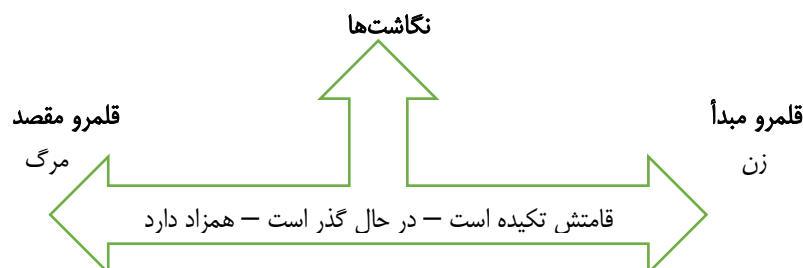 نگاشت‌ها
قلمرو مبدأ
قلمرو مقصد
زن
مرگ
قامتش تکیده است – در حال گذر است – همزاد دارد